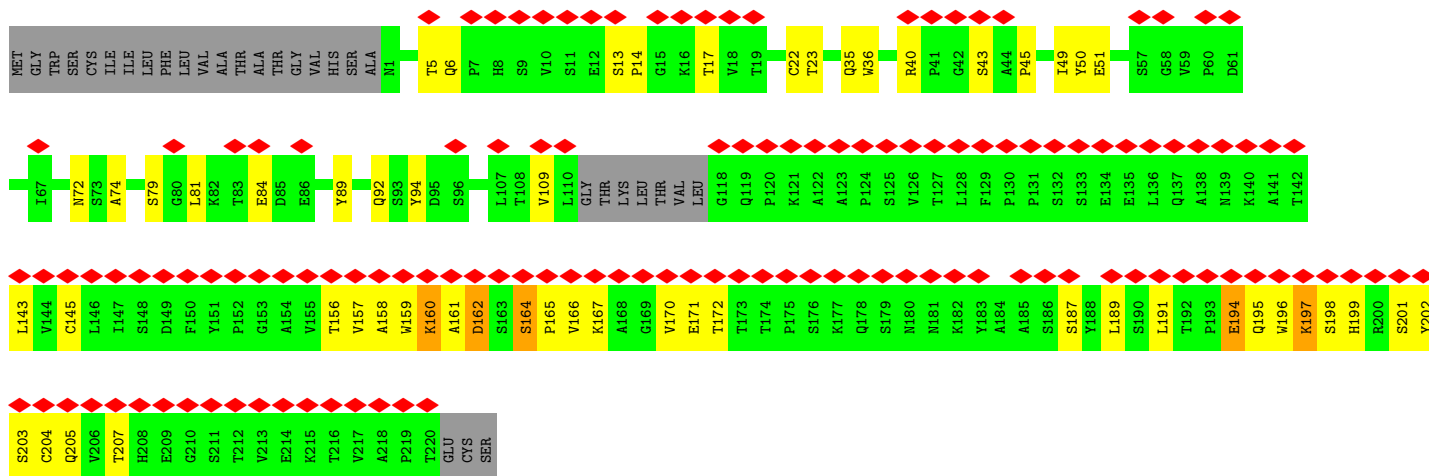 MET GLY TRP SER CYS ILE ILE LEU PHE LEU VAL ALA THR ALA THR GLY VAL HIS SER ALA N1 T5 Q6 P7 H8 S9 V10 S11 E12 S13 P14 G15 K16 T17 V18 T19 C22 T23 Q35 W36 R40 P41 G42 S43 A44 P45 I49 Y50 E51 S57 G58 V59 P60 D61
I67 N72 S73 A74 S79 G80 L81 K82 T83 E84 D85 E86 Y89 Q92 S93 Y94 D95 S96 L107 T108 V109 L110 GLY THR LYS LEU THR VAL LEU G118 Q119 P120 K121 A122 A123 P124 S125 V126 T127 L128 F129 P130 P131 S132 S133 E134 E135 L136 Q137 A138 N139 K140 A141 T142
L143 V144 C145 L146 I147 S148 D149 F150 Y151 P152 G153 A154 V155 T156 V157 A158 W159 K160 A161 D162 S163 S164 P165 V166 K167 A168 G169 V170 E171 T172 T173 T174 P175 S176 K177 Q178 S179 N180 N181 K182 Y183 A184 A185 S186 S187 Y188 L189 S190 L191 T192 P193 E194 Q195 W196 K197 S198 H199 R200 S201 Y202
S203 C204 Q205 V206 T207 H208 E209 G210 S211 T212 V213 E214 K215 T216 V217 A218 P219 T220 GLU CYS SER